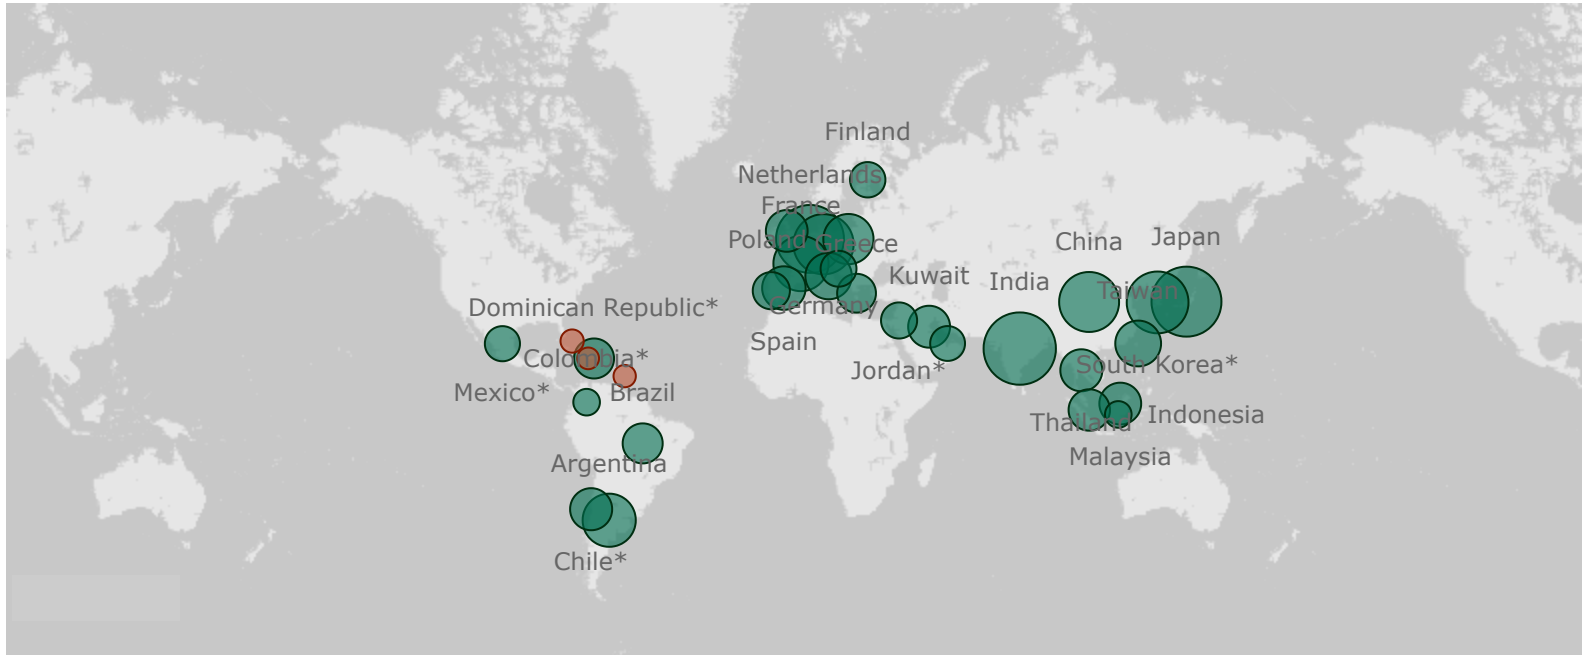 Finland
Netherlands
France
Poland
Greece
China
Japan
Kuwait
India
Taiwan
Dominican Republic*
Germany
Spain
Colombia*
Jordan*
South Korea*
Mexico*
Brazil
Indonesia
Thailand
Malaysia
Argentina
Chile*